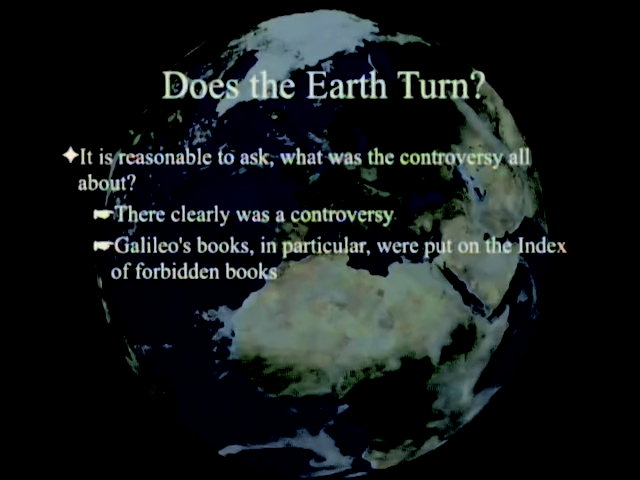 Does the Earth Turn?
It is reasonable to ask, what was the controversy all
about?
There clearly was a controversy
Galileo's books, in particular, were put on the Index
of forbidden books